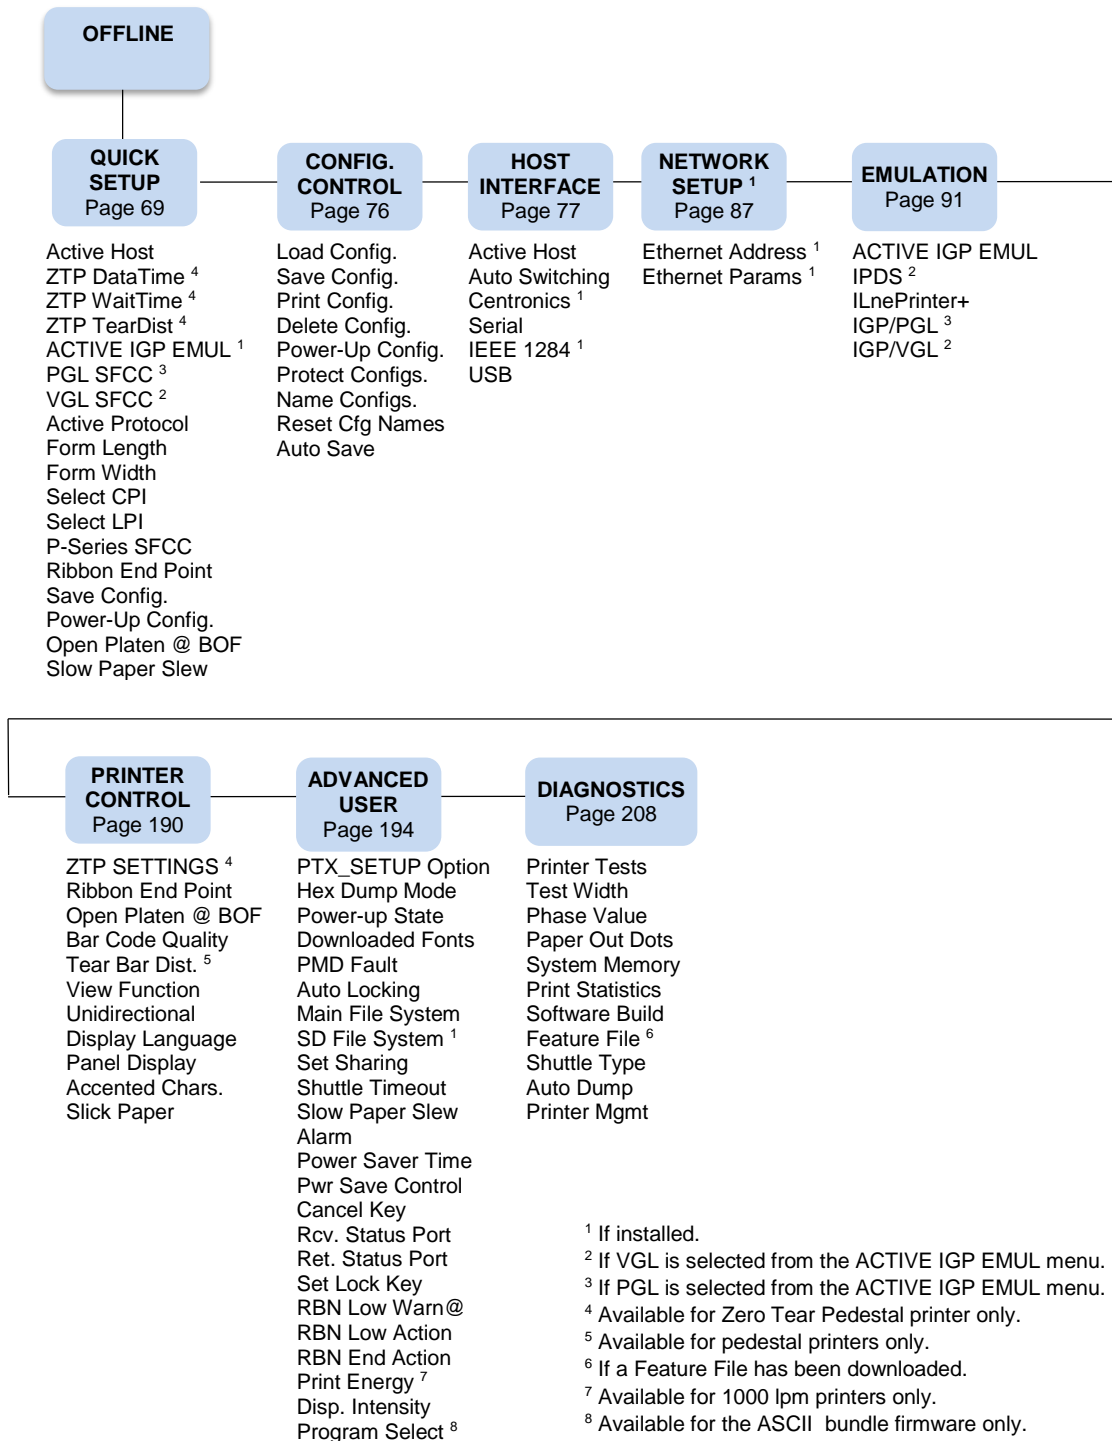 OFFLINE
QUICK
SETUP
Page 69
Active Host
ZTP DataTime 4
ZTP WaitTime 4
ZTP TearDist 4
ACTIVE IGP EMUL 1
PGL SFCC 3
VGL SFCC 2
Active Protocol
Form Length
Form Width
Select CPI
Select LPI
P-Series SFCC
Ribbon End Point
Save Config.
Power-Up Config.
Open Platen @ BOF
Slow Paper Slew
CONFIG.
CONTROL
Page 76
Load Config.
Save Config.
Print Config.
Delete Config.
Power-Up Config.
Protect Configs.
Name Configs.
Reset Cfg Names
Auto Save
HOST
INTERFACE
Page 77
Active Host
Auto Switching
Centronics 1
Serial
IEEE 1284 1
USB
NETWORK
SETUP 1
Page 87
Ethernet Address 1
Ethernet Params 1
EMULATION
Page 91
ACTIVE IGP EMUL
IPDS 2
ILnePrinter+
IGP/PGL 3
IGP/VGL 2
PRINTER
CONTROL
Page 190
ZTP SETTINGS 4
Ribbon End Point
Open Platen @ BOF
Bar Code Quality
Tear Bar Dist. 5
View Function
Unidirectional
Display Language
Panel Display
Accented Chars.
Slick Paper
ADVANCED
USER
Page 194
PTX_SETUP Option
Hex Dump Mode
Power-up State
Downloaded Fonts
PMD Fault
Auto Locking
Main File System
SD File System 1
Set Sharing
Shuttle Timeout
Slow Paper Slew
Alarm
Power Saver Time
Pwr Save Control
Cancel Key
Rcv. Status Port
Ret. Status Port
Set Lock Key
RBN Low Warn@
RBN Low Action
RBN End Action
Print Energy 7
Disp. Intensity
Program Select 8
DIAGNOSTICS
Page 208
Printer Tests
Test Width
Phase Value
Paper Out Dots
System Memory
Print Statistics
Software Build
Feature File 6
Shuttle Type
Auto Dump
Printer Mgmt
1 If installed.
2 If VGL is selected from the ACTIVE IGP EMUL menu.
3 If PGL is selected from the ACTIVE IGP EMUL menu.
4 Available for Zero Tear Pedestal printer only.
5 Available for pedestal printers only.
6 If a Feature File has been downloaded.
7 Available for 1000 lpm printers only.
8 Available for the ASCII bundle firmware only.